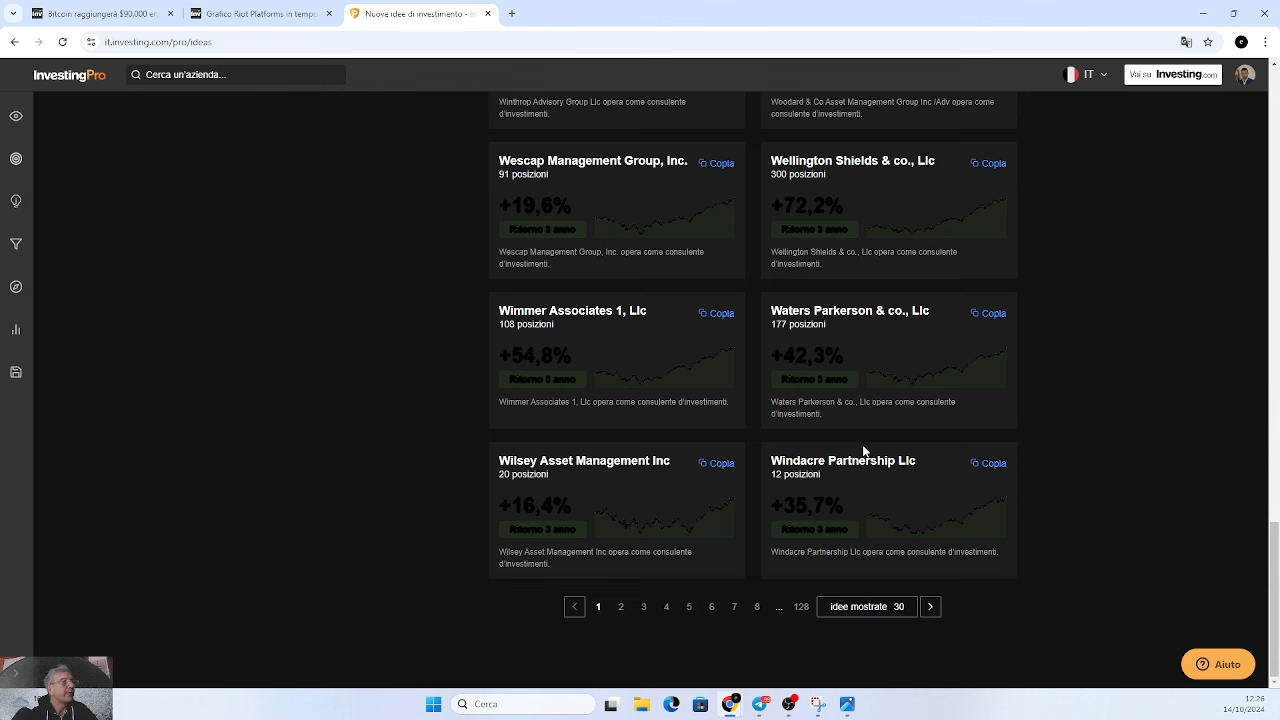 Bitcoin raggiunge $90.000 en
Grafico Riot Platforms in tempo
Nuove idee di investimento - In
it.investing.com/pro/ideas
InvestingPro
Cerca un'azienda...
IT
Vai su Investing.com
Winthrop Advisory Group Llc opera come consulente
d'investimenti.
Woodard & Co Asset Management Group Inc /Adv opera come
consulente d'investimenti.
Wescap Management Group, Inc.
Copia
91 posizioni
+19,6%
Ritorno 3 anno
Wescap Management Group, Inc. opera come consulente
d'investimenti.
Wellington Shields & co., Llc
Copia
300 posizioni
+72,2%
Ritorno 3 anno
Wellington Shields & co., Llc opera come consulente
d'investimenti.
Wimmer Associates 1, Llc
Copia
108 posizioni
+54,8%
Ritorno 3 anno
Wimmer Associates 1, Llc opera come consulente d'investimenti.
Waters Parkerson & co., Llc
Copia
177 posizioni
+42,3%
Ritorno 3 anno
Waters Parkerson & co., Llc opera come consulente
d'investimenti.
Wilsey Asset Management Inc
Copia
20 posizioni
+16,4%
Ritorno 3 anno
Wilsey Asset Management Inc opera come consulente
d'investimenti.
Windacre Partnership Llc
Copia
12 posizioni
+35,7%
Ritorno 3 anno
Windacre Partnership Llc opera come consulente d'investimenti.
1 2 3 4 5 6 7 8 ... 128 idee mostrate 30
Aiuto
Cerca
12:26
14/10/2024